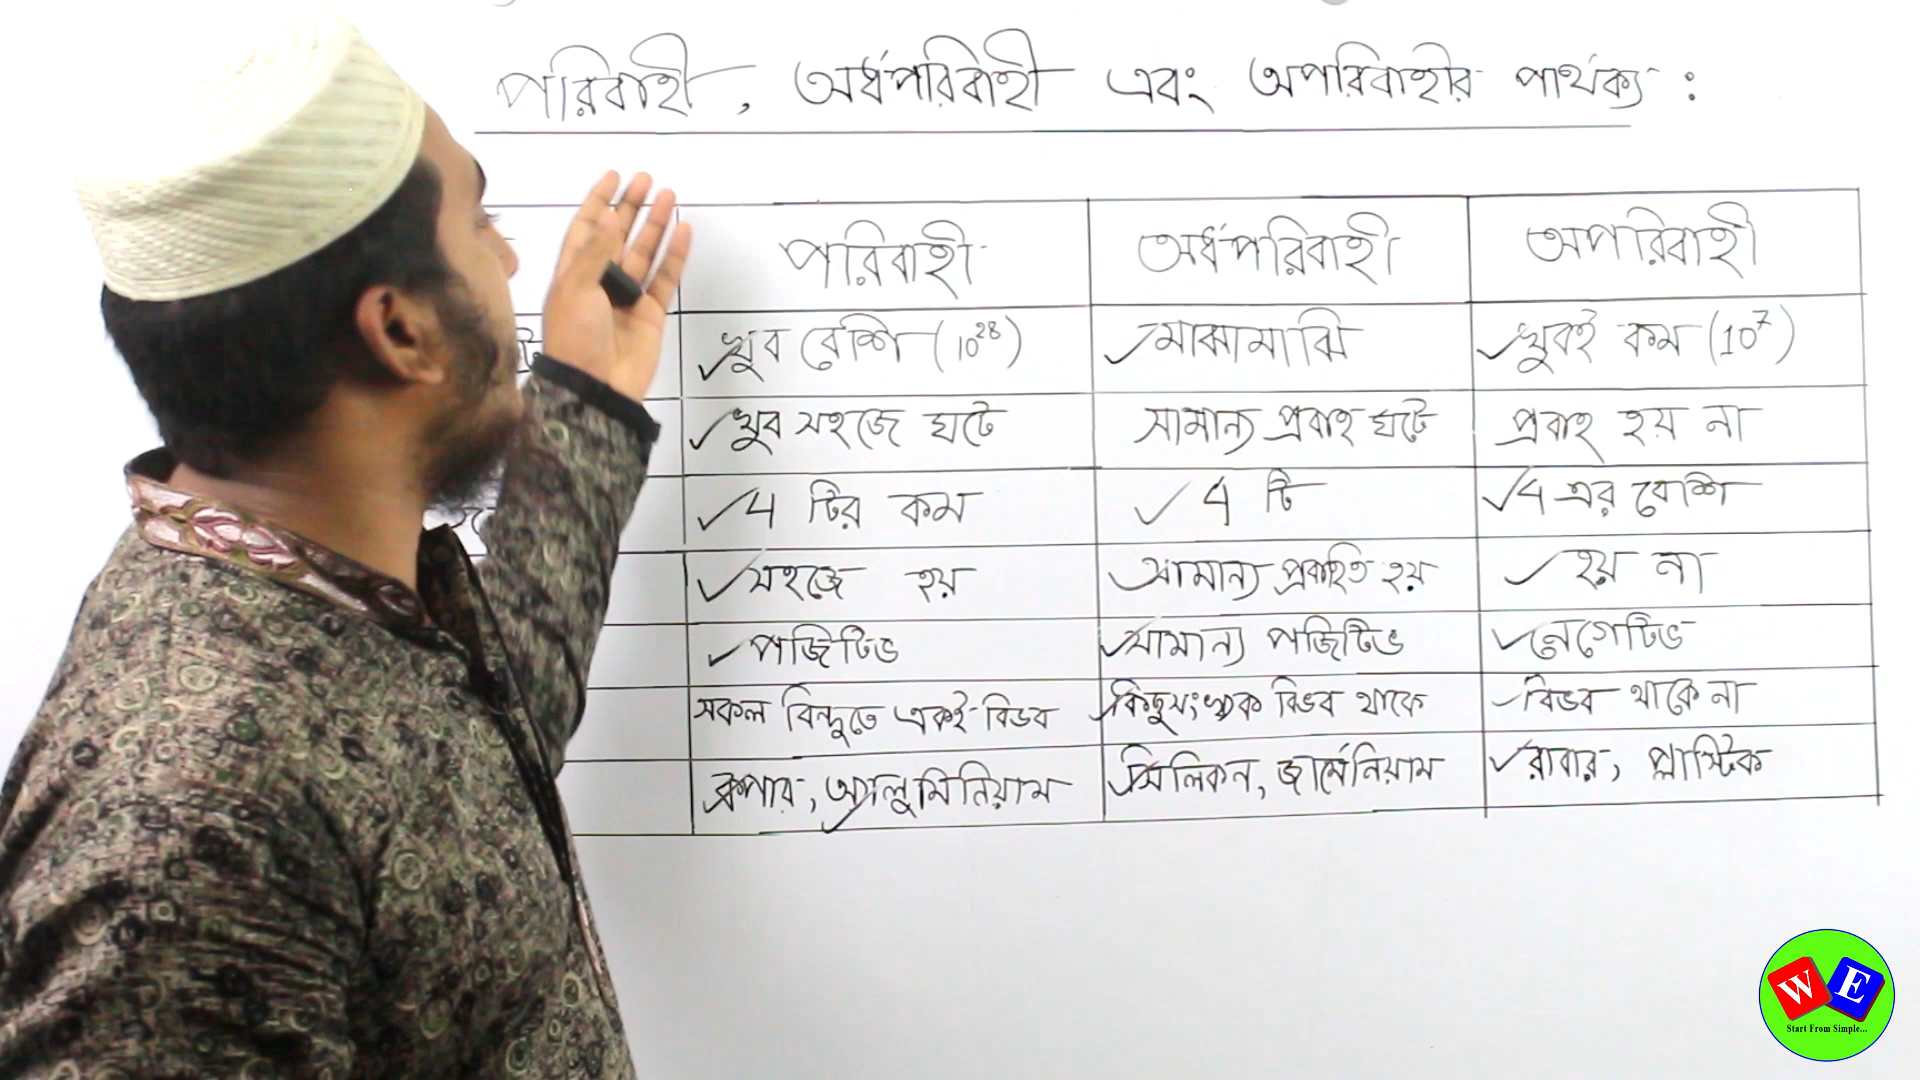 পরিবাহী, অর্ধপরিবাহী এবং অপরিবাহীর পার্থক্য :
পরিবাহী অর্ধপরিবাহী অপরিবাহী
খুব বেশি (10²⁸) মাঝামাঝি খুবই কম (10⁷)
খুব সহজে ঘটে সামান্য প্রবাহ ঘটে প্রবাহ হয় না
4 টির কম 4 টি 4 এর বেশি
সহজে হয় সামান্য প্রবাহিত হয় হয় না
পজিটিভ সামান্য পজিটিভ নেগেটিভ
সকল বিন্দুতে একই বিভব কিছুসংখ্যক বিভব থাকে বিভব থাকে না
কপার, অ্যালুমিনিয়াম সিলিকন, জার্মেনিয়াম রাবার, প্লাস্টিক
W E
Start From Simple...